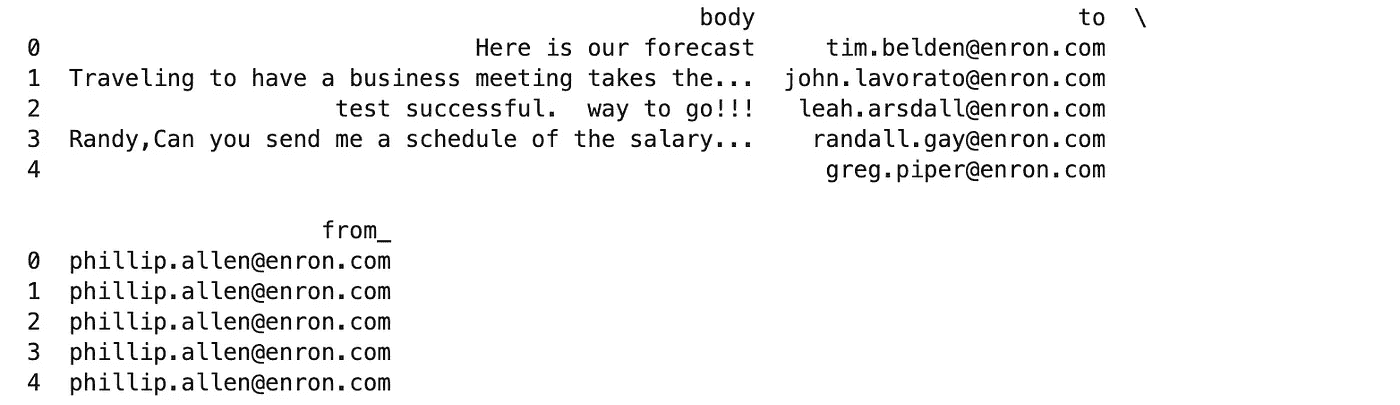 body to \
0 Here is our forecast tim.belden@enron.com
1 Traveling to have a business meeting takes the... john.lavorato@enron.com
2 test successful.  way to go!!! leah.arsdall@enron.com
3 Randy,Can you send me a schedule of the salary... randall.gay@enron.com
4 greg.piper@enron.com
from_
0 phillip.allen@enron.com
1 phillip.allen@enron.com
2 phillip.allen@enron.com
3 phillip.allen@enron.com
4 phillip.allen@enron.com